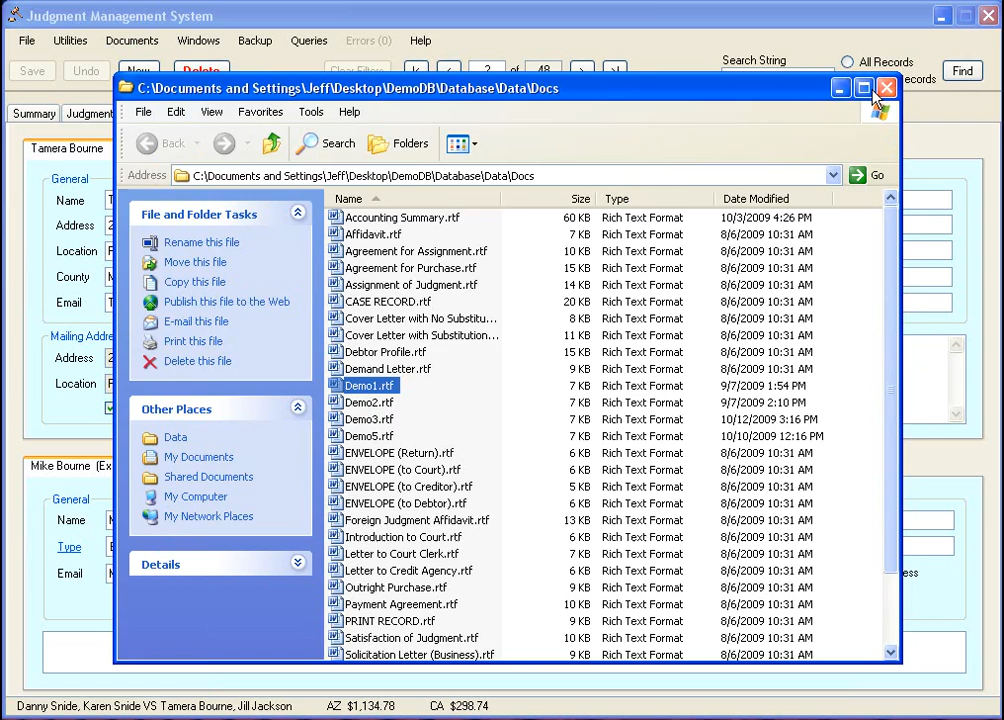 Judgment Management System
File Utilities Documents Windows Backup Queries Errors (0) Help
Save Undo New Delete Clear Filters 2 of 48 Search String All Records Records Find
Summary Judgment
C:\Documents and Settings\Jeff\Desktop\DemoDB\Database\Data\Docs
File Edit View Favorites Tools Help
Back Search Folders
Address C:\Documents and Settings\Jeff\Desktop\DemoDB\Database\Data\Docs Go
Tamera Bourne
General
Name T
Address 2
Location F
County M
Email T
Mailing Addre
Address 2
Location F
Mike Bourne (Ex
General
Name M
Type E
Email M
ess
File and Folder Tasks
Rename this file
Move this file
Copy this file
Publish this file to the Web
E-mail this file
Print this file
Delete this file
Other Places
Data
My Documents
Shared Documents
My Computer
My Network Places
Details
Name Size Type Date Modified
Accounting Summary.rtf 60 KB Rich Text Format 10/3/2009 4:26 PM
Affidavit.rtf 7 KB Rich Text Format 8/6/2009 10:31 AM
Agreement for Assignment.rtf 10 KB Rich Text Format 8/6/2009 10:31 AM
Agreement for Purchase.rtf 15 KB Rich Text Format 8/6/2009 10:31 AM
Assignment of Judgment.rtf 14 KB Rich Text Format 8/6/2009 10:31 AM
CASE RECORD.rtf 20 KB Rich Text Format 8/6/2009 10:31 AM
Cover Letter with No Substitu... 8 KB Rich Text Format 8/6/2009 10:31 AM
Cover Letter with Substitution... 11 KB Rich Text Format 8/6/2009 10:31 AM
Debtor Profile.rtf 15 KB Rich Text Format 8/6/2009 10:31 AM
Demand Letter.rtf 9 KB Rich Text Format 8/6/2009 10:31 AM
Demo1.rtf 7 KB Rich Text Format 9/7/2009 1:54 PM
Demo2.rtf 7 KB Rich Text Format 9/7/2009 2:10 PM
Demo3.rtf 7 KB Rich Text Format 10/12/2009 3:16 PM
Demo5.rtf 7 KB Rich Text Format 10/10/2009 12:16 PM
ENVELOPE (Return).rtf 7 KB Rich Text Format 8/6/2009 10:31 AM
ENVELOPE (to Court).rtf 6 KB Rich Text Format 8/6/2009 10:31 AM
ENVELOPE (to Creditor).rtf 5 KB Rich Text Format 8/6/2009 10:31 AM
ENVELOPE (to Debtor).rtf 6 KB Rich Text Format 8/6/2009 10:31 AM
Foreign Judgment Affidavit.rtf 13 KB Rich Text Format 8/6/2009 10:31 AM
Introduction to Court.rtf 6 KB Rich Text Format 8/6/2009 10:31 AM
Letter to Court Clerk.rtf 7 KB Rich Text Format 8/6/2009 10:31 AM
Letter to Credit Agency.rtf 6 KB Rich Text Format 8/6/2009 10:31 AM
Outright Purchase.rtf 9 KB Rich Text Format 8/6/2009 10:31 AM
Payment Agreement.rtf 10 KB Rich Text Format 8/6/2009 10:31 AM
PRINT RECORD.rtf 6 KB Rich Text Format 8/6/2009 10:31 AM
Satisfaction of Judgment.rtf 10 KB Rich Text Format 8/6/2009 10:31 AM
Solicitation Letter (Business).rtf 9 KB Rich Text Format 8/6/2009 10:31 AM
Danny Snide, Karen Snide VS Tamera Bourne, Jill Jackson AZ $1,134.78 CA $298.74